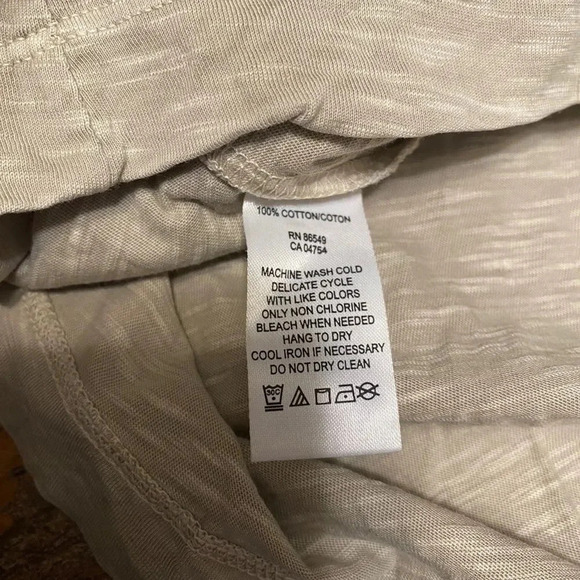 100% COTTON/COTON
RN 86549
CA 04754
MACHINE WASH COLD
DELICATE CYCLE
WITH LIKE COLORS
ONLY NON CHLORINE
BLEACH WHEN NEEDED
HANG TO DRY
COOL IRON IF NECESSARY
DO NOT DRY CLEAN
30C